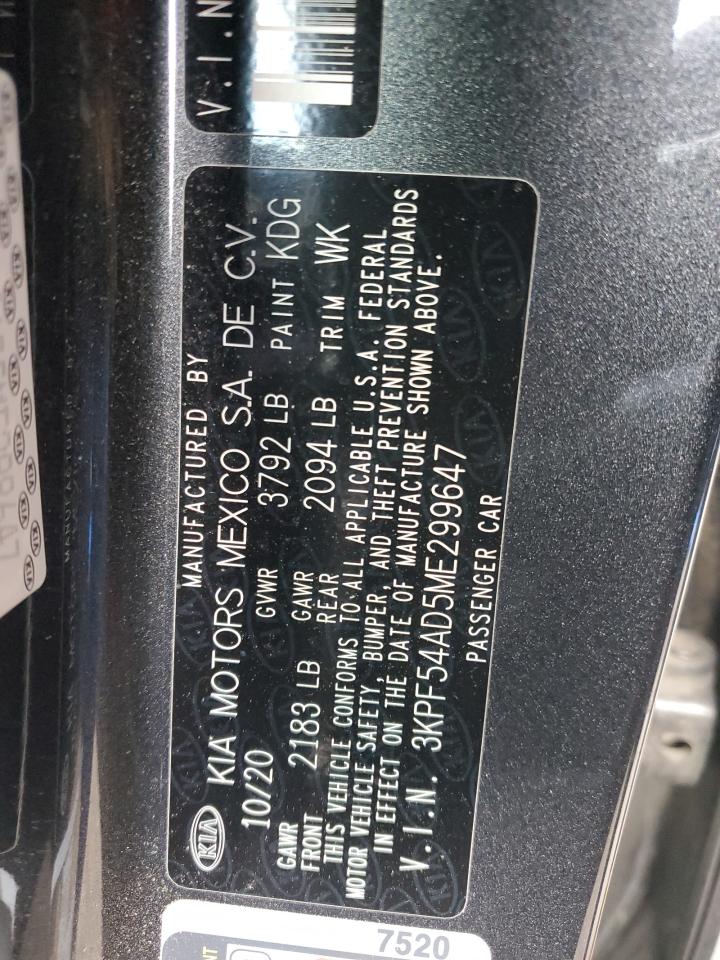 V.I.N
MANUFACTURED BY
KIA KIA MOTORS MEXICO S.A. DE C.V.
10/20 GVWR 3792 LB PAINT KDG
GAWR FRONT 2183 LB GAWR REAR 2094 LB TRIM WK
THIS VEHICLE CONFORMS TO ALL APPLICABLE U.S.A. FEDERAL
MOTOR VEHICLE SAFETY, BUMPER, AND THEFT PREVENTION STANDARDS
IN EFFECT ON THE DATE OF MANUFACTURE SHOWN ABOVE.
V.I.N. 3KPF54AD5ME299647
PASSENGER CAR
7520